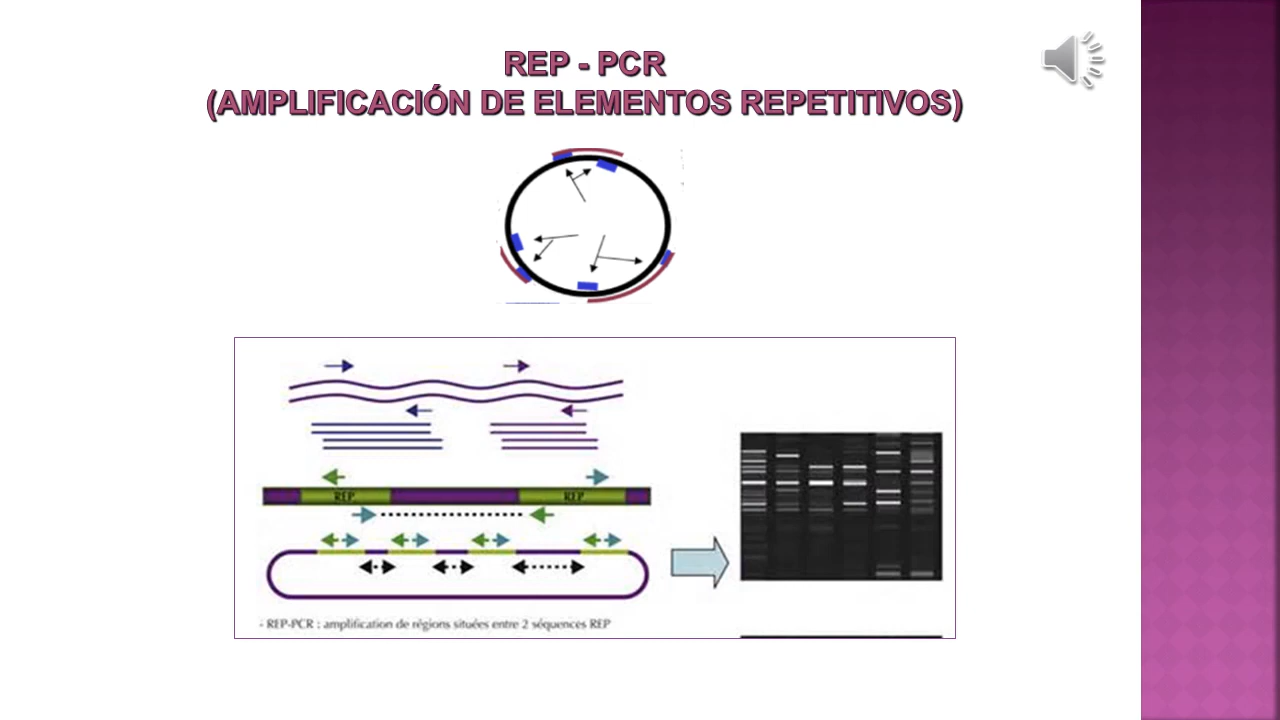 REP - PCR
(AMPLIFICACIÓN DE ELEMENTOS REPETITIVOS)
REP REP
- REP-PCR : amplification de régions situées entre 2 séquences REP